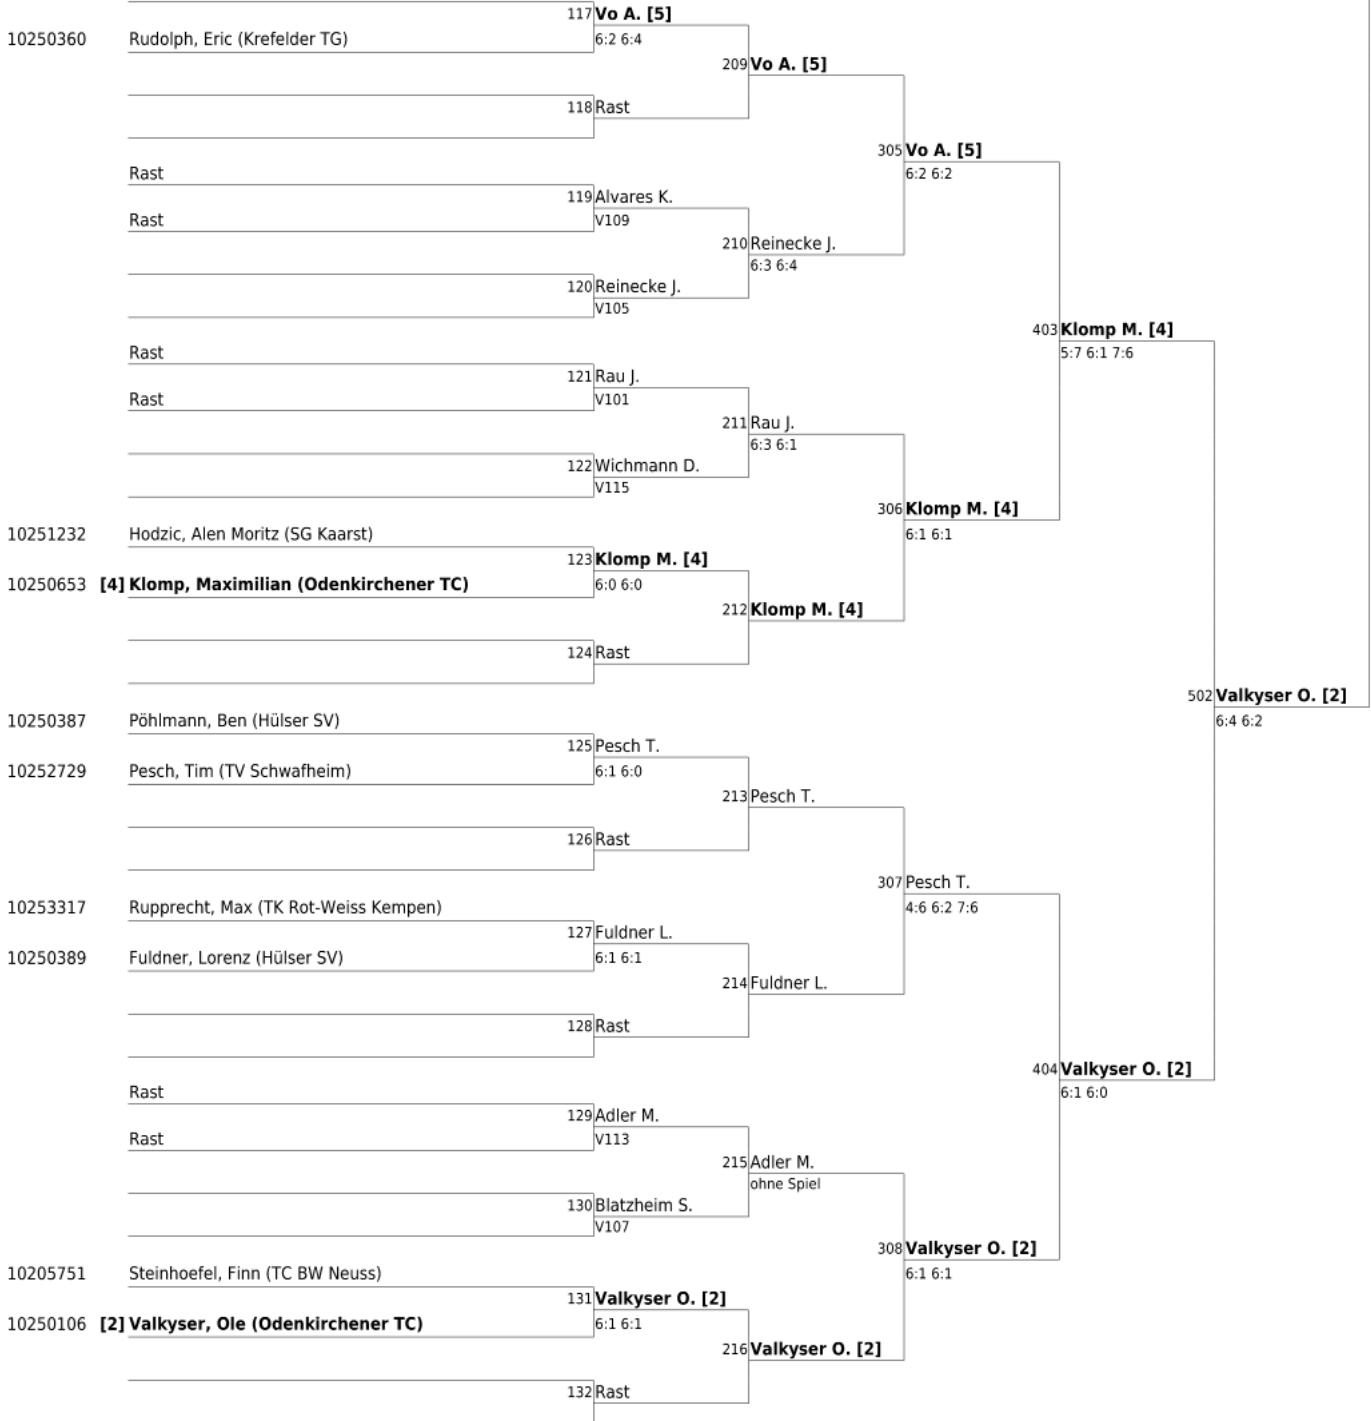 117 Vo A. [5]
10250360 Rudolph, Eric (Krefelder TG) 6:2 6:4
209 Vo A. [5]
118 Rast
305 Vo A. [5]
Rast 6:2 6:2
119 Alvares K.
Rast V109
210 Reinecke J.
6:3 6:4
120 Reinecke J.
V105
403 Klomp M. [4]
Rast 5:7 6:1 7:6
121 Rau J.
Rast V101
211 Rau J.
6:3 6:1
122 Wichmann D.
V115
306 Klomp M. [4]
10251232 Hodzic, Alen Moritz (SG Kaarst) 6:1 6:1
123 Klomp M. [4]
10250653 [4] Klomp, Maximilian (Odenkirchener TC) 6:0 6:0
212 Klomp M. [4]
124 Rast
502 Valkyser O. [2]
10250387 Pöhlmann, Ben (Hülser SV) 6:4 6:2
125 Pesch T.
10252729 Pesch, Tim (TV Schwafheim) 6:1 6:0
213 Pesch T.
126 Rast
307 Pesch T.
10253317 Rupprecht, Max (TK Rot-Weiss Kempen) 4:6 6:2 7:6
127 Fuldner L.
10250389 Fuldner, Lorenz (Hülser SV) 6:1 6:1
214 Fuldner L.
128 Rast
404 Valkyser O. [2]
Rast 6:1 6:0
129 Adler M.
Rast V113
215 Adler M.
ohne Spiel
130 Blatzheim S.
V107
308 Valkyser O. [2]
10205751 Steinhoefel, Finn (TC BW Neuss) 6:1 6:1
131 Valkyser O. [2]
10250106 [2] Valkyser, Ole (Odenkirchener TC) 6:1 6:1
216 Valkyser O. [2]
132 Rast